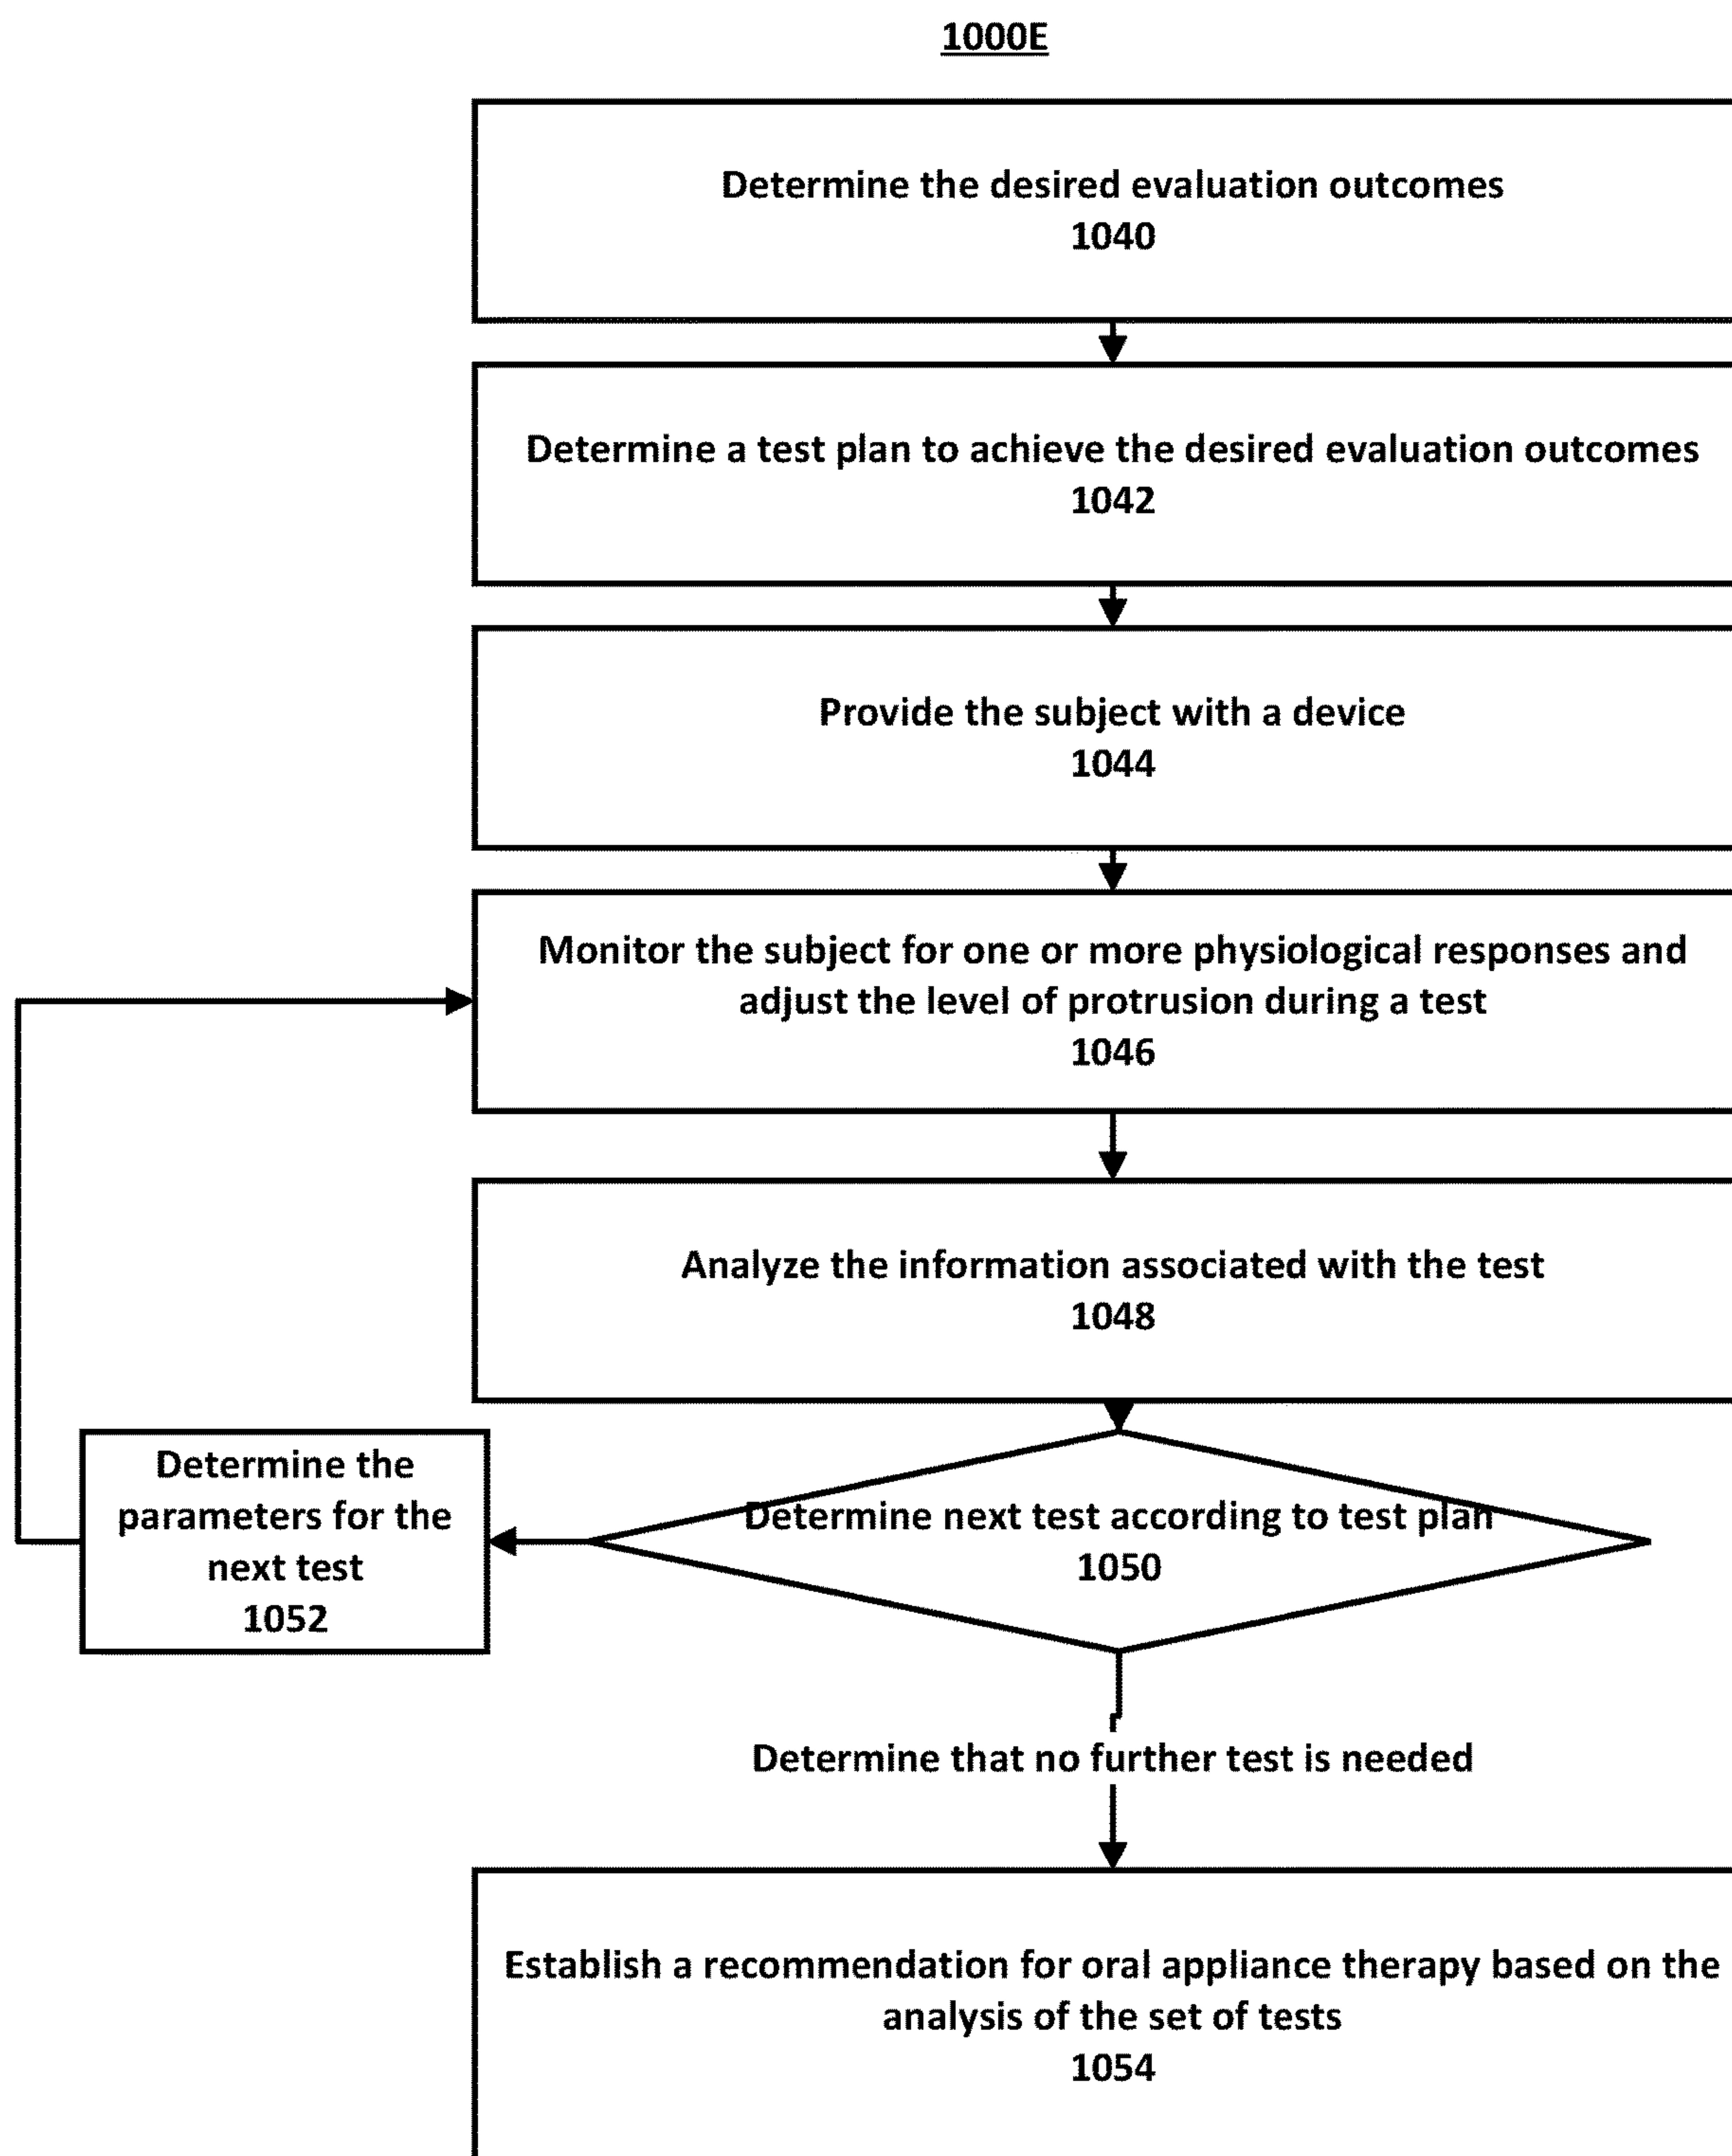 1000E
Determine the desired evaluation outcomes
1040
Determine a test plan to achieve the desired evaluation outcomes
1042
Provide the subject with a device
1044
Monitor the subject for one or more physiological responses and
adjust the level of protrusion during a test
1046
Analyze the information associated with the test
1048
Determine next test according to test plan
1050
Determine the
parameters for the
next test
1052
Determine that no further test is needed
Establish a recommendation for oral appliance therapy based on the
analysis of the set of tests
1054